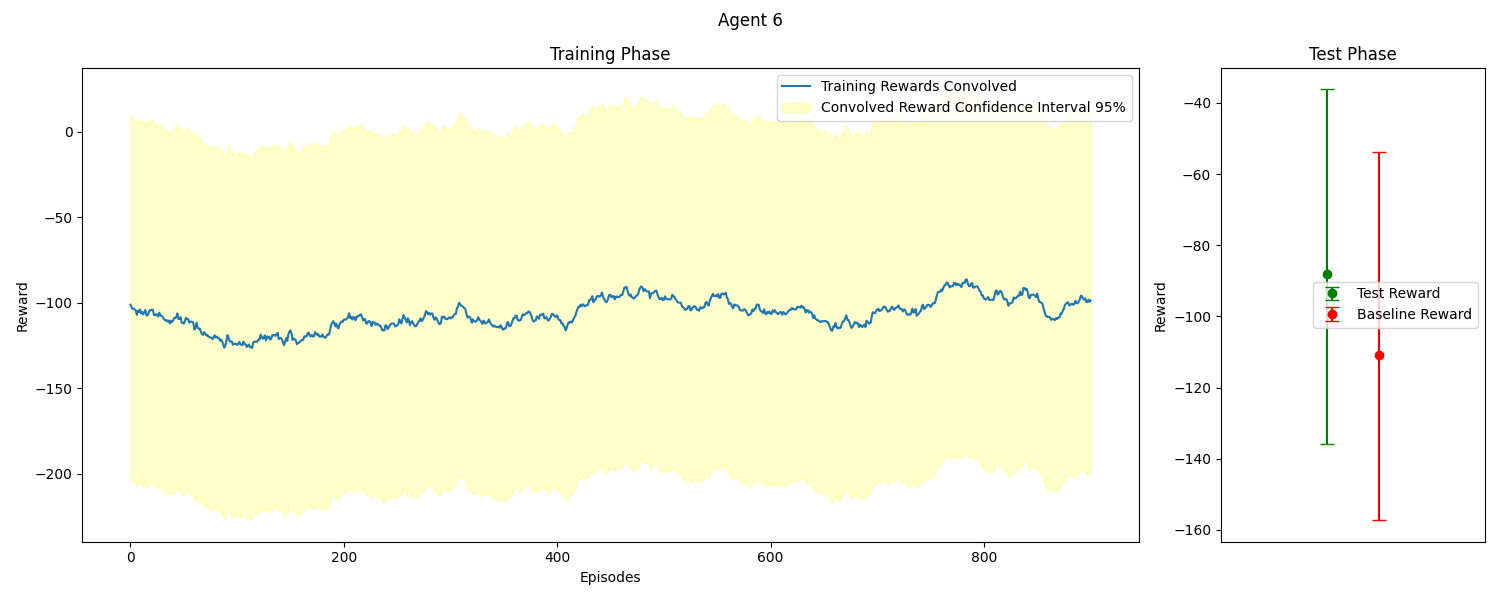 Agent 6
Training Phase
Training Rewards Convolved
Convolved Reward Confidence Interval 95%
Reward
0
−50
−100
−150
−200
0
200
400
600
800
Episodes
Test Phase
Test Reward
Baseline Reward
Reward
−40
−60
−80
−100
−120
−140
−160